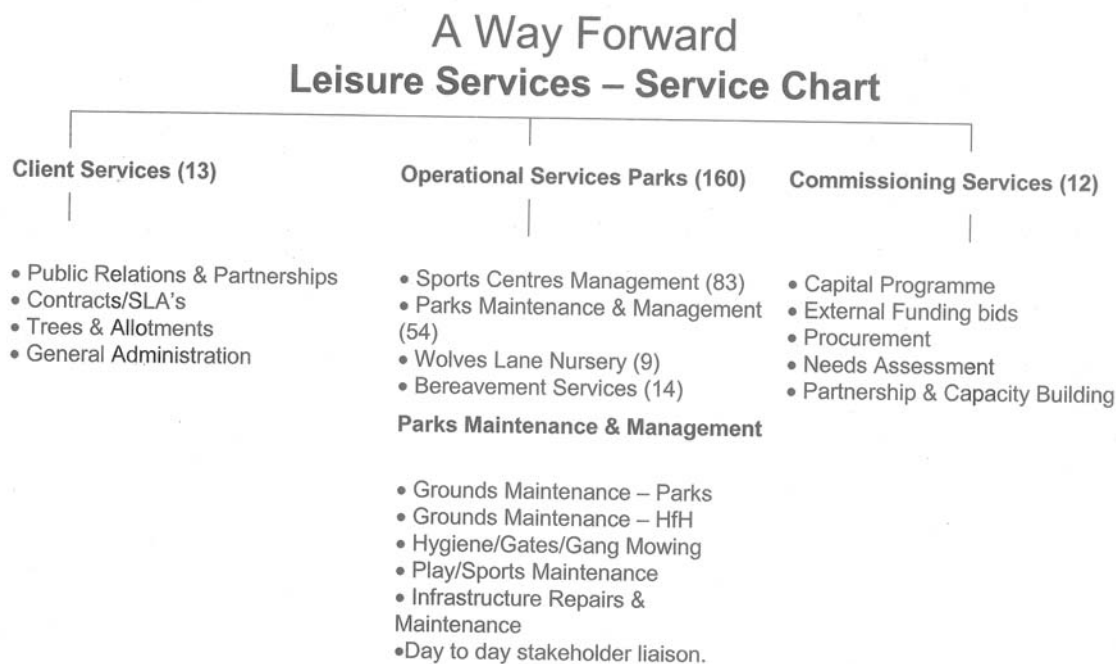 A Way Forward
Leisure Services – Service Chart
Client Services (13)
• Public Relations & Partnerships
• Contracts/SLA's
• Trees & Allotments
• General Administration
Operational Services Parks (160)
• Sports Centres Management (83)
• Parks Maintenance & Management
(54)
• Wolves Lane Nursery (9)
• Bereavement Services (14)
Parks Maintenance & Management
• Grounds Maintenance – Parks
• Grounds Maintenance – HfH
• Hygiene/Gates/Gang Mowing
• Play/Sports Maintenance
• Infrastructure Repairs &
Maintenance
•Day to day stakeholder liaison.
Commissioning Services (12)
• Capital Programme
• External Funding bids
• Procurement
• Needs Assessment
• Partnership & Capacity Building